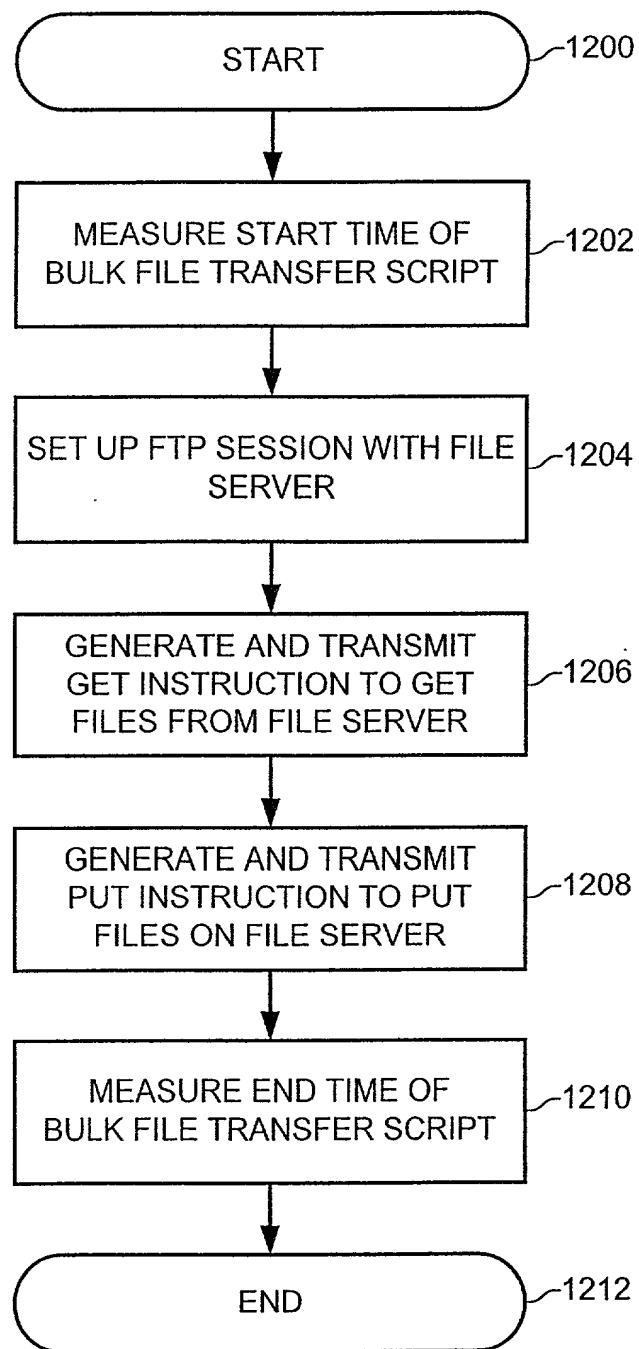 START
1200
MEASURE START TIME OF
BULK FILE TRANSFER SCRIPT
1202
SET UP FTP SESSION WITH FILE
SERVER
1204
GENERATE AND TRANSMIT
GET INSTRUCTION TO GET
FILES FROM FILE SERVER
1206
GENERATE AND TRANSMIT
PUT INSTRUCTION TO PUT
FILES ON FILE SERVER
1208
MEASURE END TIME OF
BULK FILE TRANSFER SCRIPT
1210
END
1212